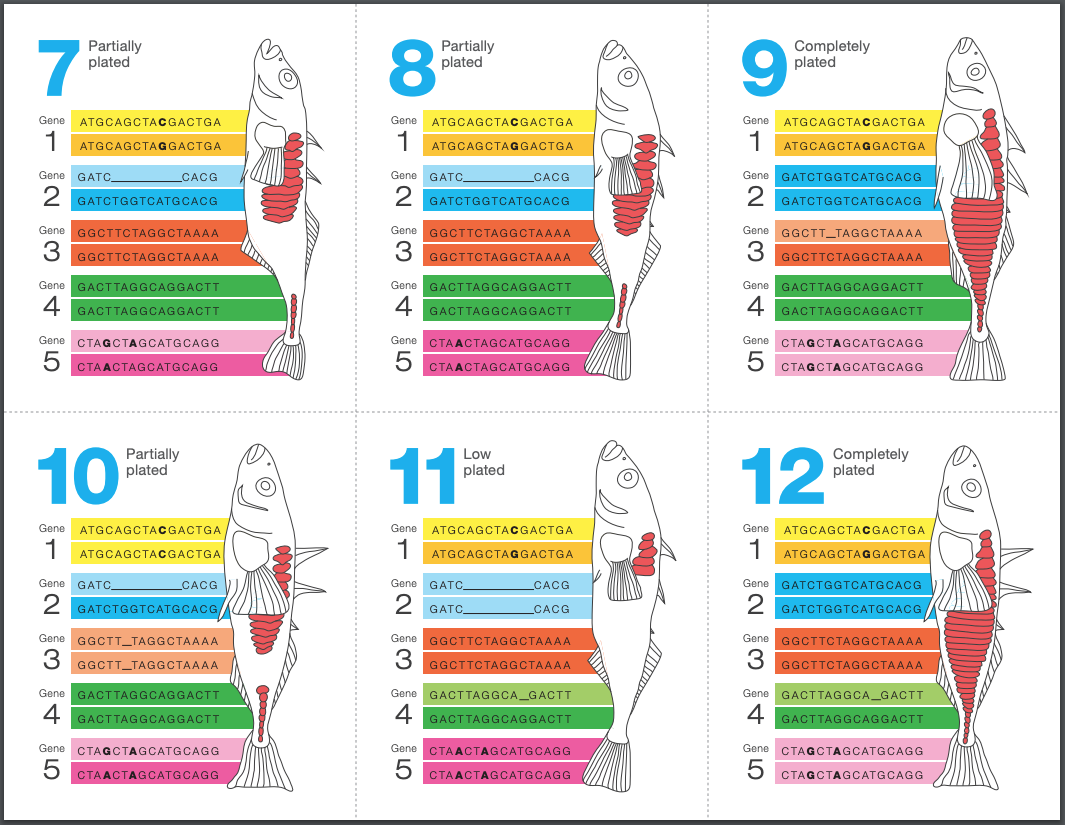 7 Partially
plated
Gene
1
ATGCAGCTACGACTGA
ATGCAGCTAGGACTGA
Gene
2
GATC__________CACG
GATCTGGTCATGCACG
Gene
3
GGCTTCTAGGCTAAAA
GGCTTCTAGGCTAAAA
Gene
4
GACTTAGGCAGGACTT
GACTTAGGCAGGACTT
Gene
5
CTAGCTAGCATGCAGG
CTAACTAGCATGCAGG
8 Partially
plated
Gene
1
ATGCAGCTACGACTGA
ATGCAGCTAGGACTGA
Gene
2
GATC__________CACG
GATCTGGTCATGCACG
Gene
3
GGCTTCTAGGCTAAAA
GGCTTCTAGGCTAAAA
Gene
4
GACTTAGGCAGGACTT
GACTTAGGCAGGACTT
Gene
5
CTAACTAGCATGCAGG
CTAACTAGCATGCAGG
9 Completely
plated
Gene
1
ATGCAGCTACGACTGA
ATGCAGCTAGGACTGA
Gene
2
GATCTGGTCATGCACG
GATCTGGTCATGCACG
Gene
3
GGCTT_TAGGCTAAAA
GGCTTCTAGGCTAAAA
Gene
4
GACTTAGGCAGGACTT
GACTTAGGCAGGACTT
Gene
5
CTAGCTAGCATGCAGG
CTAGCTAGCATGCAGG
10 Partially
plated
Gene
1
ATGCAGCTACGACTGA
ATGCAGCTACGACTGA
Gene
2
GATC__________CACG
GATCTGGTCATGCACG
Gene
3
GGCTT_TAGGCTAAAA
GGCTT_TAGGCTAAAA
Gene
4
GACTTAGGCAGGACTT
GACTTAGGCAGGACTT
Gene
5
CTAGCTAGCATGCAGG
CTAACTAGCATGCAGG
11 Low
plated
Gene
1
ATGCAGCTACGACTGA
ATGCAGCTAGGACTGA
Gene
2
GATC__________CACG
GATC__________CACG
Gene
3
GGCTTCTAGGCTAAAA
GGCTTCTAGGCTAAAA
Gene
4
GACTTAGGCA_GACTT
GACTTAGGCAGGACTT
Gene
5
CTAACTAGCATGCAGG
CTAACTAGCATGCAGG
12 Completely
plated
Gene
1
ATGCAGCTACGACTGA
ATGCAGCTAGGACTGA
Gene
2
GATCTGGTCATGCACG
GATCTGGTCATGCACG
Gene
3
GGCTTCTAGGCTAAAA
GGCTTCTAGGCTAAAA
Gene
4
GACTTAGGCA_GACTT
GACTTAGGCAGGACTT
Gene
5
CTAGCTAGCATGCAGG
CTAGCTAGCATGCAGG